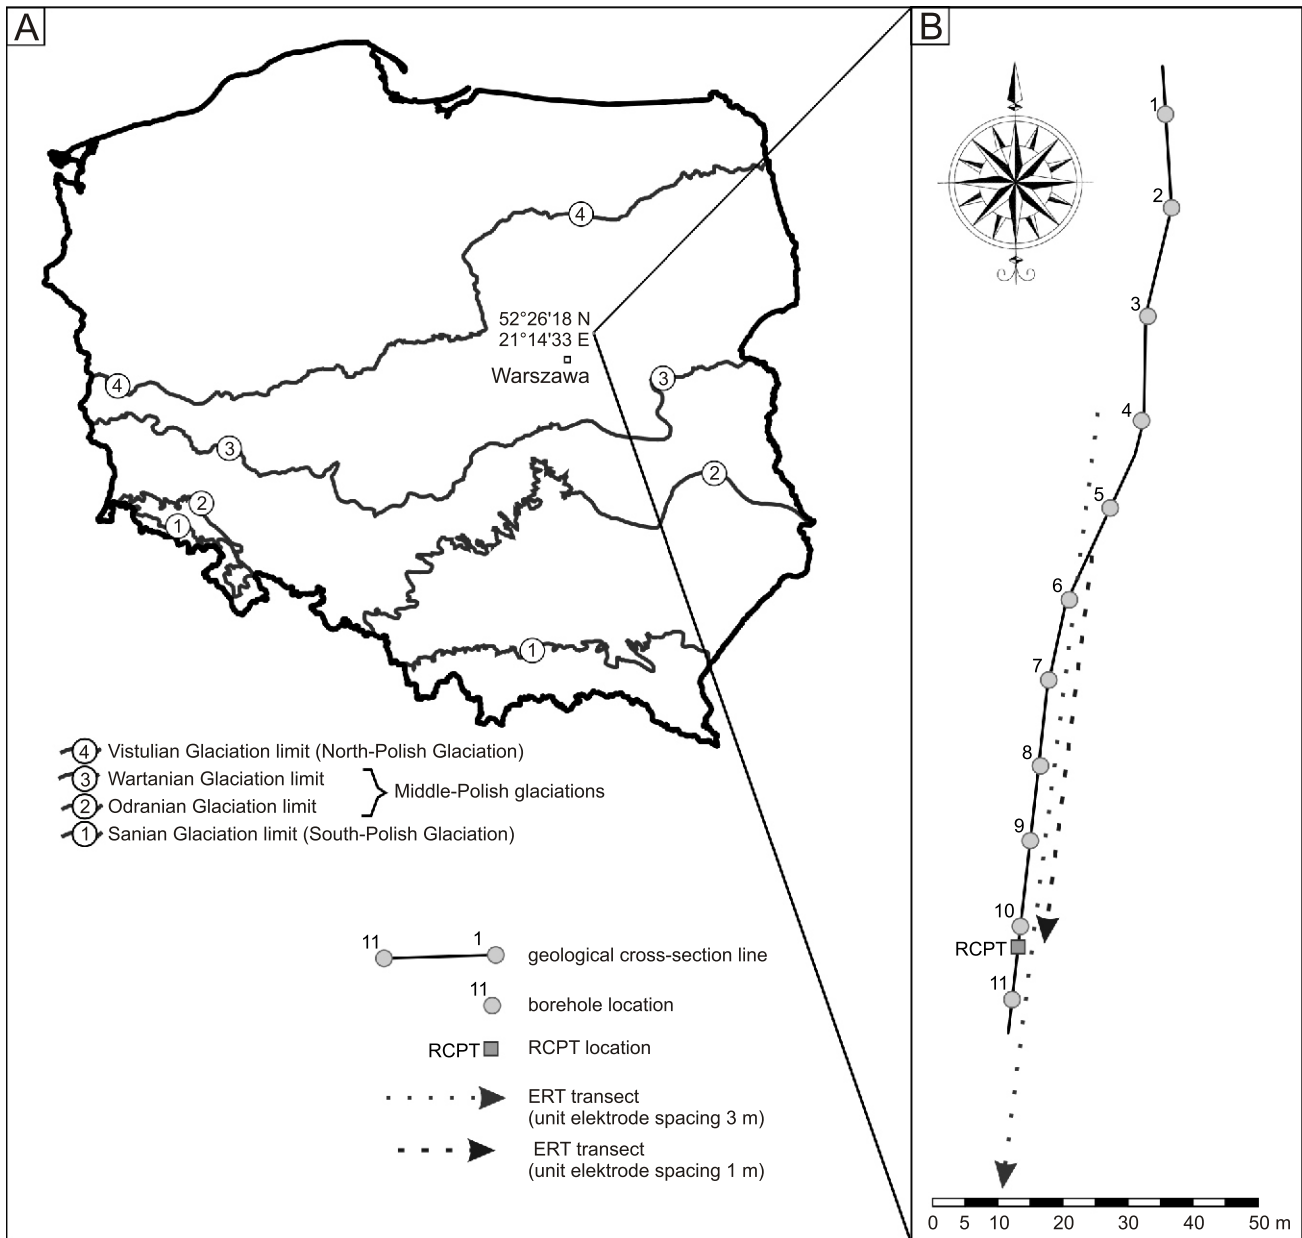 A
4
52°26'18 N
21°14'33 E
Warszawa
4
3
3
2
2
1
1
4 Vistulian Glaciation limit (North-Polish Glaciation)
3 Wartanian Glaciation limit
2 Odranian Glaciation limit
Middle-Polish glaciations
1 Sanian Glaciation limit (South-Polish Glaciation)
11 1 geological cross-section line
11 borehole location
RCPT RCPT location
ERT transect
(unit elektrode spacing 3 m)
ERT transect
(unit elektrode spacing 1 m)
B
1
2
3
4
5
6
7
8
9
10
RCPT
11
0 5 10 20 30 40 50 m